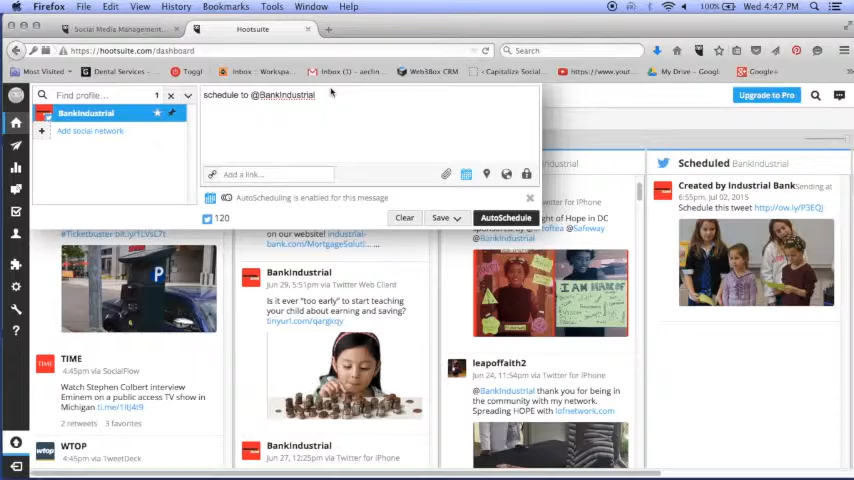 Firefox File Edit View History Bookmarks Tools Window Help 100% Wed 4:47 PM
Social Media Management... Hootsuite
https://hootsuite.com/dashboard Search
Most Visited Dental Services - ... Toggl Inbox :: Workspac... Inbox (1) - aeclin... Web3Box CRM :: Capitalize Social... https://www.youtu... My Drive - Googl... Google+
Find profile... 1
schedule to @BankIndustrial
Upgrade to Pro
BankIndustrial
Add social network
Add a link...
AutoScheduling is enabled for this message
120
Clear Save AutoSchedule
#Ticketbuster bit.ly/1LVsL7t
TIME
4:45pm via SocialFlow
Watch Stephen Colbert interview
Eminem on a public access TV show in
Michigan ti.me/1ItJ4t9
2 retweets 3 favorites
WTOP
4:45pm via TweetDeck
on our website! industrial-
bank.com/MortgageSoluti... ...
BankIndustrial
Jun 29, 5:51pm via Twitter Web Client
Is it ever "too early" to start teaching
your child about earning and saving?
tinyurl.com/qargkqy
BankIndustrial
Jun 27, 12:25pm via Twitter for iPhone
ndustrial
via Twitter for iPhone
ht of Hope in DC
sponsored by @Safeway
@BankIndustrial
I AM
leapoffaith2
Jun 24, 11:54pm via Twitter for iPhone
@BankIndustrial thank you for being in
the community with my network.
Spreading HOPE with lofnetwork.com
Scheduled BankIndustrial
Created by Industrial Bank Sending at
6:55pm, Jul 02, 2015
Schedule this tweet http://ow.ly/P3EQj